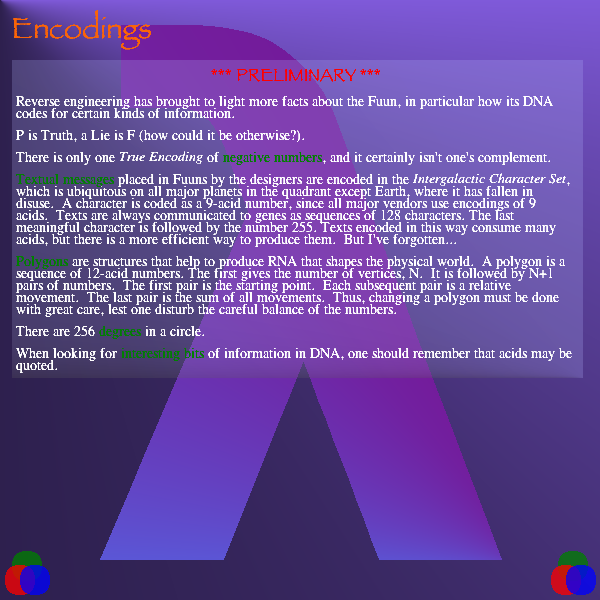 Encodings
*** PRELIMINARY ***
Reverse engineering has brought to light more facts about the Fuun, in particular how its DNA
codes for certain kinds of information.
P is Truth, a Lie is F (how could it be otherwise?).
There is only one True Encoding of negative numbers, and it certainly isn't one's complement.
placed in Fuuns by the designers are encoded in the Intergalactic Character Set,
which is ubiquitous on all major planets in the quadrant except Earth, where it has fallen in
disuse. A character is coded as a 9-acid number, since all major vendors use encodings of 9
acids. Texts are always communicated to genes as sequences of 128 characters. The last
meaningful character is followed by the number 255. Texts encoded in this way consume many
acids, but there is a more efficient way to produce them. But I've forgotten...
Polygons are structures that help to produce RNA that shapes the physical world. A polygon is a
sequence of 12-acid numbers. The first gives the number of vertices, N. It is followed by N+1
pairs of numbers. The first pair is the starting point. Each subsequent pair is a relative
movement. The last pair is the sum of all movements. Thus, changing a polygon must be done
with great care, lest one disturb the careful balance of the numbers.
There are 256 degrees in a circle.
When looking for of information in DNA, one should remember that acids may be
quoted.